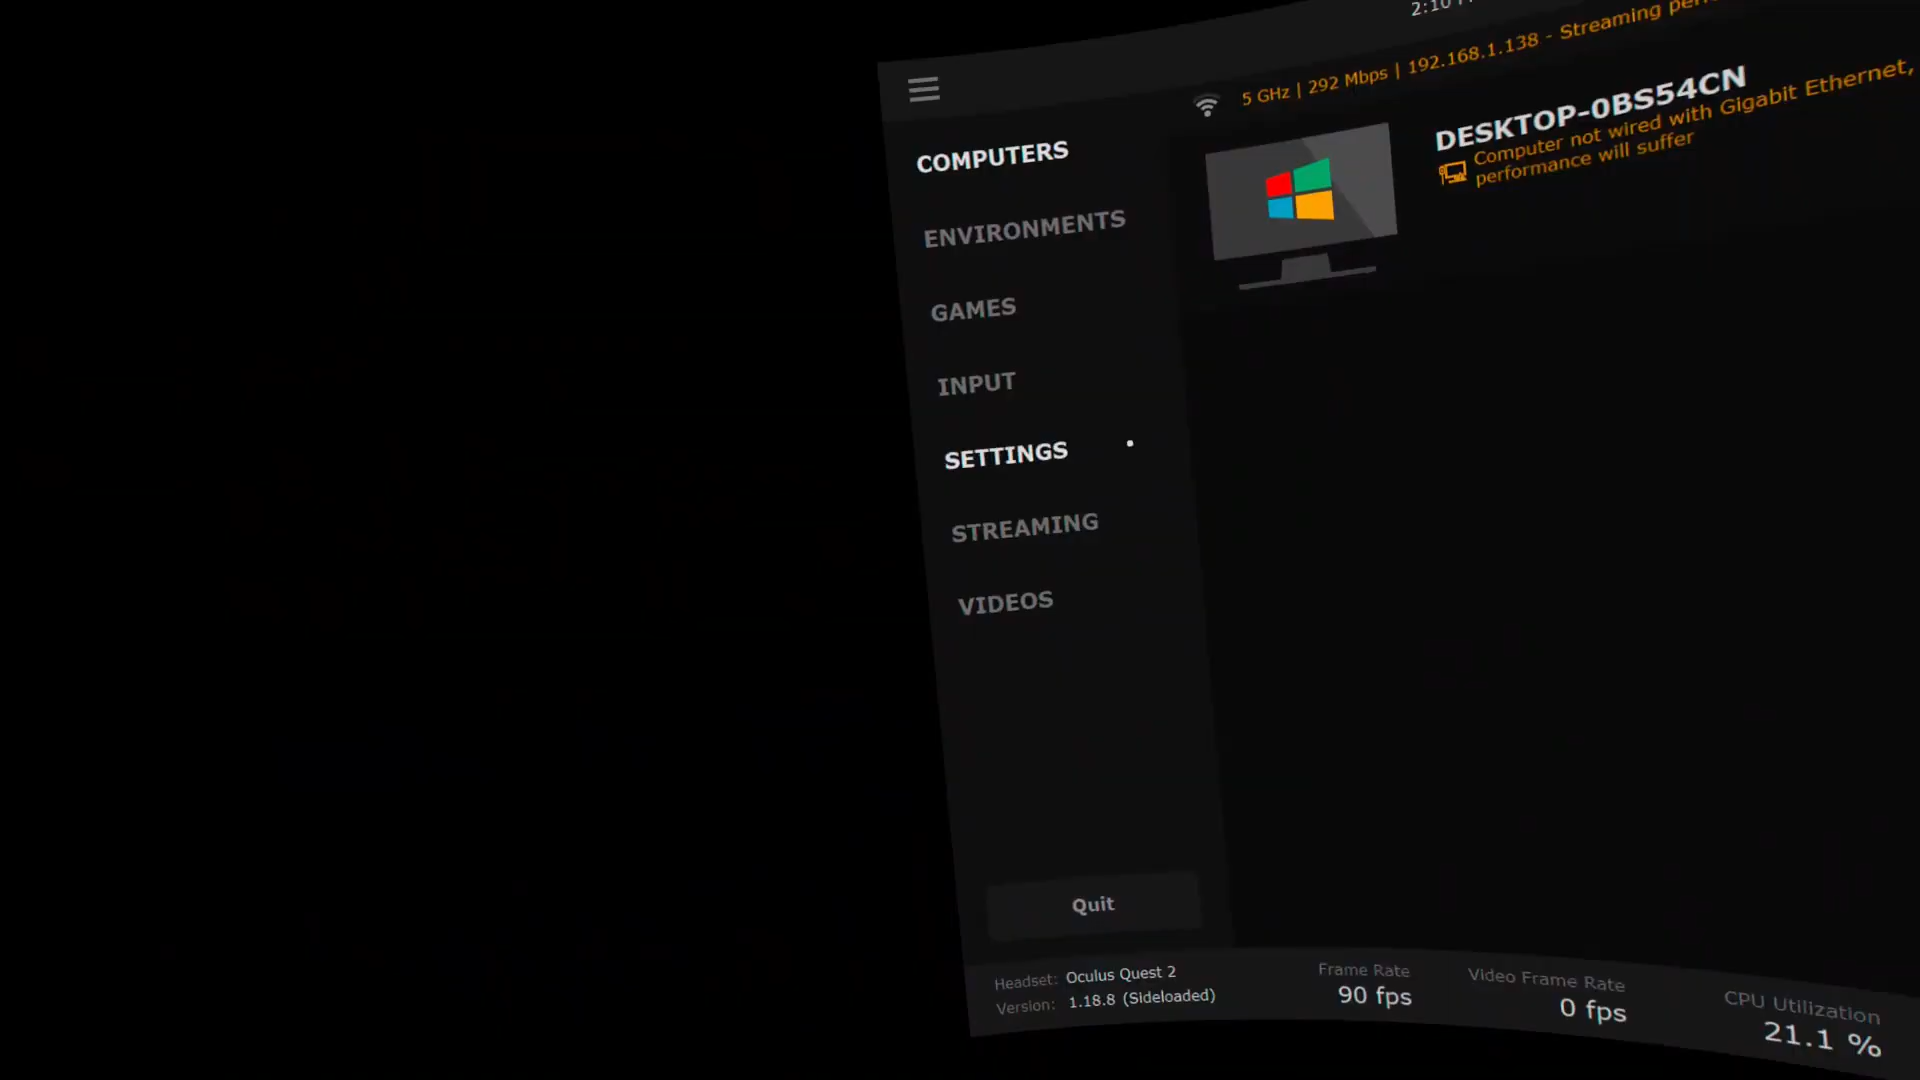 2:10
5 GHz | 292 Mbps | 192.168.1.138 - Streaming
COMPUTERS
ENVIRONMENTS
GAMES
INPUT
SETTINGS
STREAMING
VIDEOS
Quit
DESKTOP-0BS54CN
Computer not wired with Gigabit Ethernet,
performance will suffer
Headset: Oculus Quest 2
Version: 1.18.8 (Sideloaded)
Frame Rate
90 fps
Video Frame Rate
0 fps
CPU Utilization
21.1 %